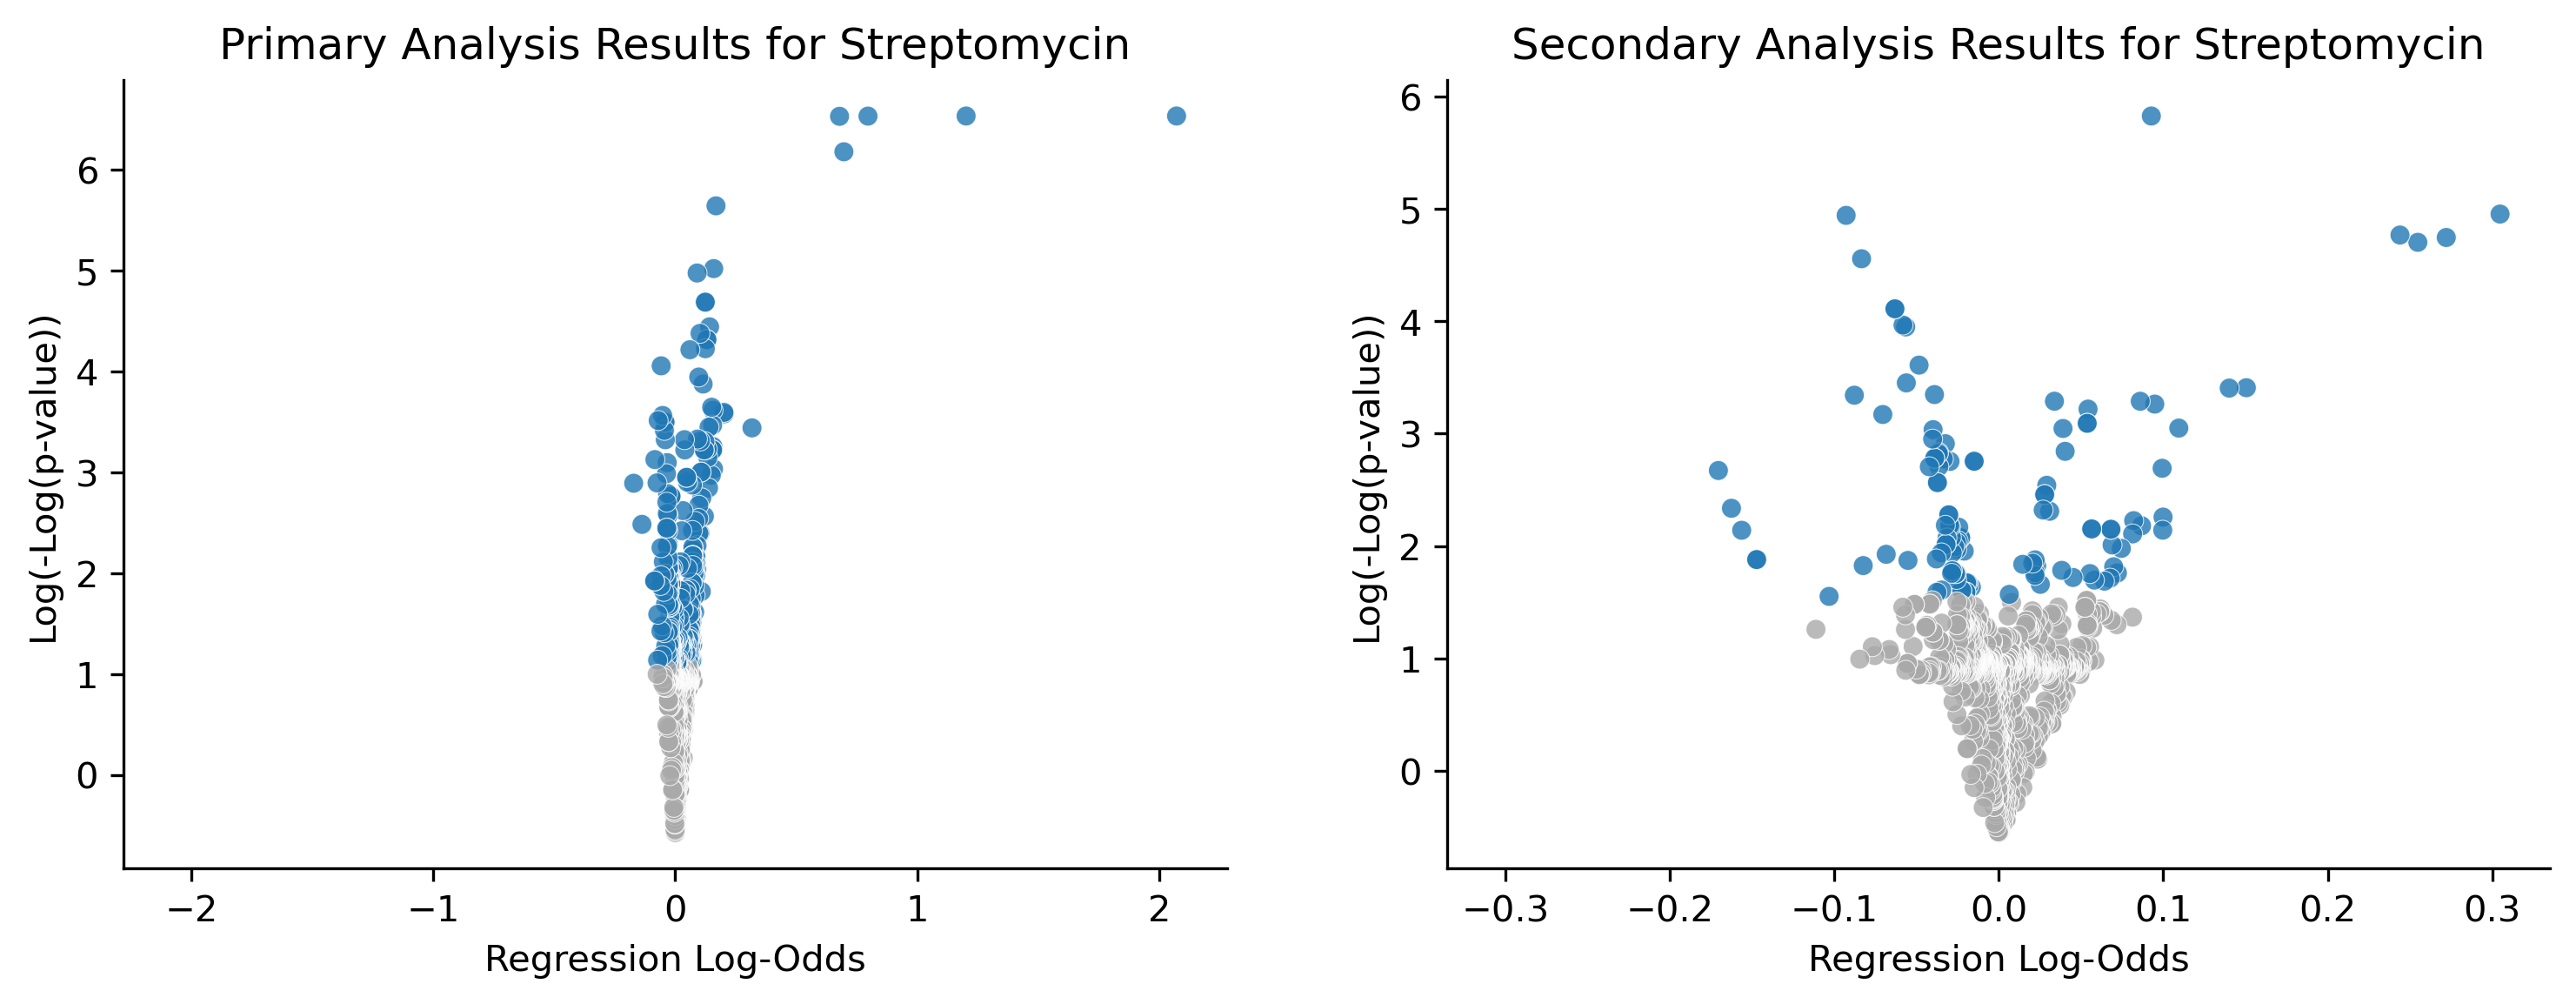 Primary Analysis Results for Streptomycin
Log(-Log(p-value))
6
5
4
3
2
1
0
−2 −1 0 1 2
Regression Log-Odds
Secondary Analysis Results for Streptomycin
Log(-Log(p-value))
6
5
4
3
2
1
0
−0.3 −0.2 −0.1 0.0 0.1 0.2 0.3
Regression Log-Odds